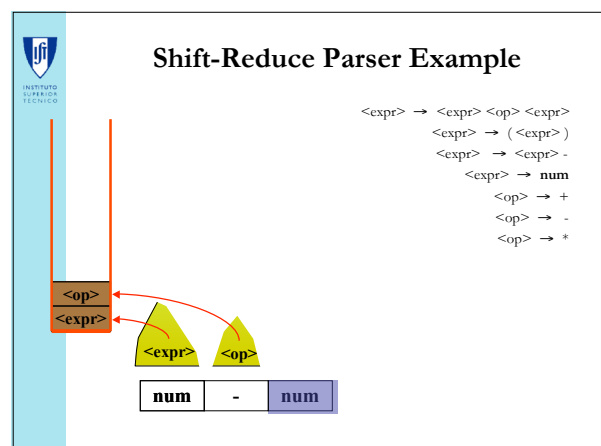 Shift-Reduce Parser Example
INSTITUTO
SUPERIOR
TECNICO
<expr> → <expr> <op> <expr>
<expr> → ( <expr> )
<expr> → <expr> -
<expr> → num
<op> → +
<op> → -
<op> → *
<op>
<expr>
<expr>
<op>
num - num